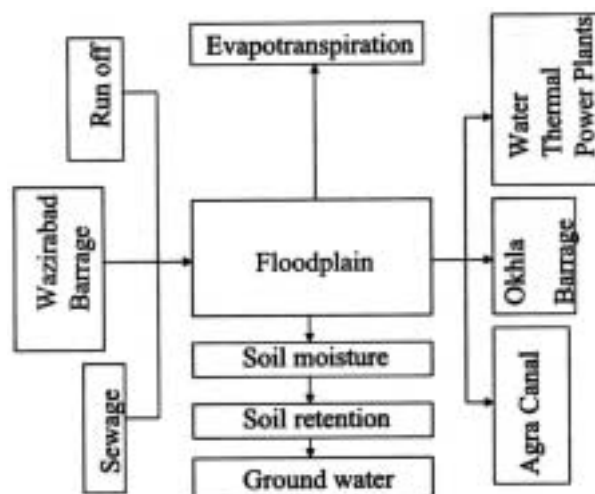 Evapotranspiration
Run off
Wazirabad
Barrage
Sewage
Floodplain
Soil moisture
Soil retention
Ground water
Water
Thermal
Power Plants
Okhla
Barrage
Agra Canal